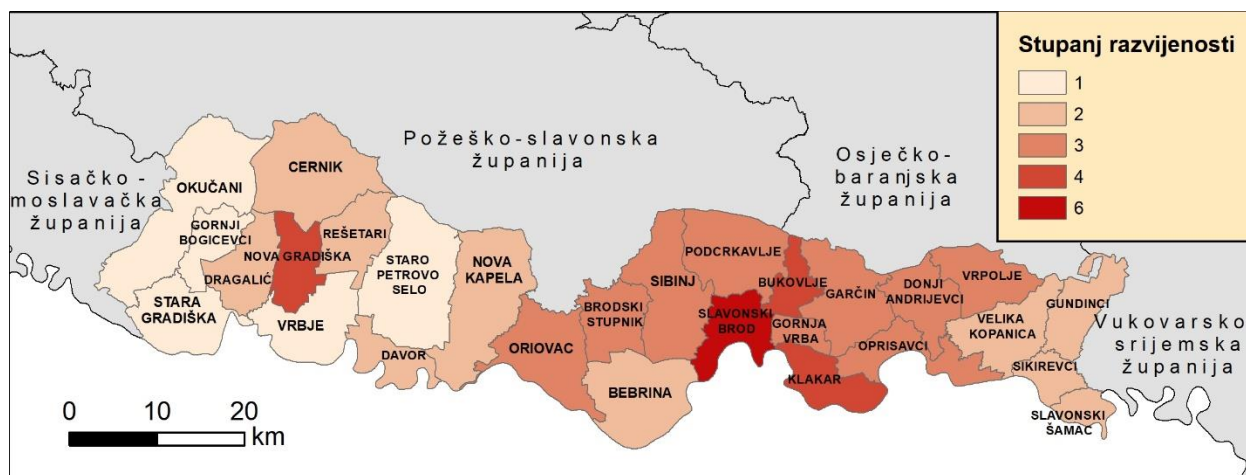 Stupanj razvijenosti
1
2
3
4
6
Požeško-slavonska
županija
Osječko-
baranjska
županija
Sisačko-
moslavačka
županija
Vukovarsko-
srijemska
županija
CERNIK
OKUČANI
GORNJI
BOGICEVCI
REŠETARI
NOVA GRADIŠKA
DRAGALIĆ
STARO
PETROVO
SELO
NOVA
KAPELA
STARA
GRADIŠKA
VRBJE
DAVOR
ORIOVAC
BRODSKI
STUPNIK
SIBINJ
PODCRKAVLJE
BEBRINA
SLAVONSKI
BROD
BUKOVLJE
GARČIN
GORNJA
VRBA
KLAKAR
OPRISAVCI
DONJI
ANDRIJEVCI
VRPOLJE
VELIKA
KOPANICA
GUNDINCI
SIKIREVCI
SLAVONSKI
ŠAMAC
0 10 20
km